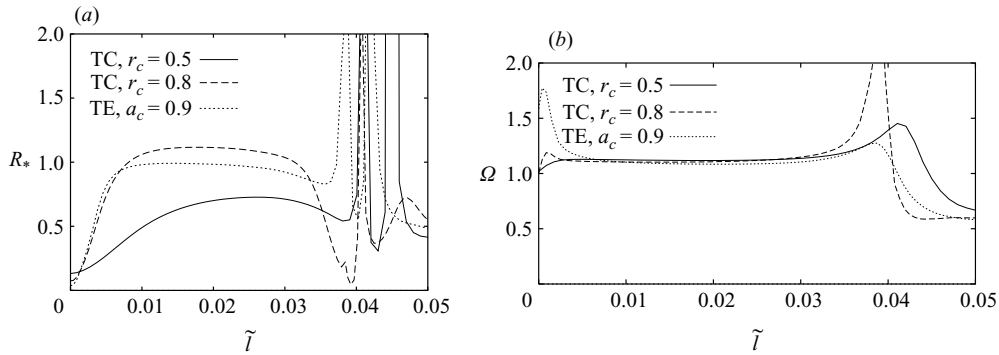 (a)
2.0
TC, r_c = 0.5
TC, r_c = 0.8
TE, a_c = 0.9
1.5
R_* 1.0
0.5
0 0.01 0.02 0.03 0.04 0.05
l̃
(b)
2.0
TC, r_c = 0.5
TC, r_c = 0.8
TE, a_c = 0.9
1.5
Ω 1.0
0.5
0 0.01 0.02 0.03 0.04 0.05
l̃